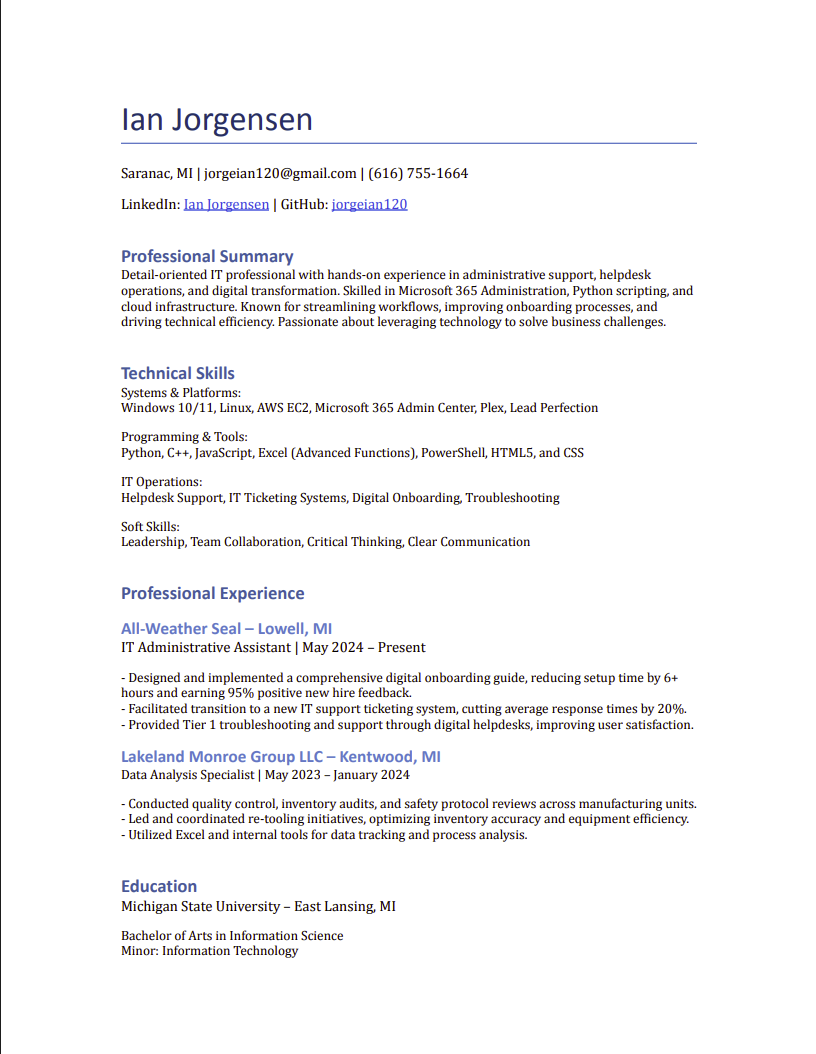 Ian Jorgensen
Saranac, MI | jorgeian120@gmail.com | (616) 755-1664
LinkedIn: Ian Jorgensen | GitHub: jorgeian120
Professional Summary
Detail-oriented IT professional with hands-on experience in administrative support, helpdesk
operations, and digital transformation. Skilled in Microsoft 365 Administration, Python scripting, and
cloud infrastructure. Known for streamlining workflows, improving onboarding processes, and
driving technical efficiency. Passionate about leveraging technology to solve business challenges.
Technical Skills
Systems & Platforms:
Windows 10/11, Linux, AWS EC2, Microsoft 365 Admin Center, Plex, Lead Perfection
Programming & Tools:
Python, C++, JavaScript, Excel (Advanced Functions), PowerShell, HTML5, and CSS
IT Operations:
Helpdesk Support, IT Ticketing Systems, Digital Onboarding, Troubleshooting
Soft Skills:
Leadership, Team Collaboration, Critical Thinking, Clear Communication
Professional Experience
All-Weather Seal – Lowell, MI
IT Administrative Assistant | May 2024 – Present
- Designed and implemented a comprehensive digital onboarding guide, reducing setup time by 6+
hours and earning 95% positive new hire feedback.
- Facilitated transition to a new IT support ticketing system, cutting average response times by 20%.
- Provided Tier 1 troubleshooting and support through digital helpdesks, improving user satisfaction.
Lakeland Monroe Group LLC – Kentwood, MI
Data Analysis Specialist | May 2023 – January 2024
- Conducted quality control, inventory audits, and safety protocol reviews across manufacturing units.
- Led and coordinated re-tooling initiatives, optimizing inventory accuracy and equipment efficiency.
- Utilized Excel and internal tools for data tracking and process analysis.
Education
Michigan State University – East Lansing, MI
Bachelor of Arts in Information Science
Minor: Information Technology